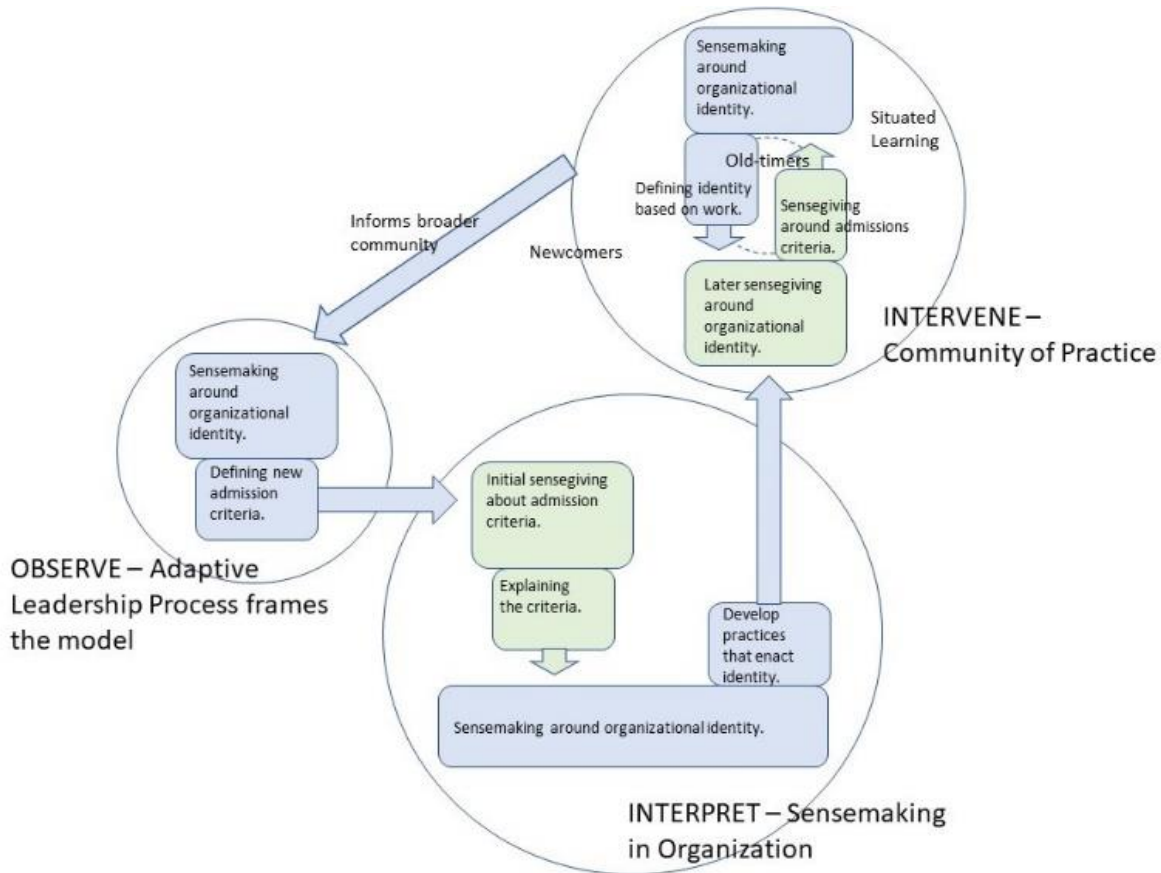 Sensemaking
around
organizational
identity.
Situated
Learning
Old-timers
Defining identity
based on work.
Sensegiving
around admissions
criteria.
Informs broader
community
Newcomers
Later sensegiving
around
organizational
identity.
INTERVENE –
Community of Practice
Sensemaking
around
organizational
identity.
Defining new
admission
criteria.
OBSERVE – Adaptive
Leadership Process frames
the model
Initial sensegiving
about admission
criteria.
Explaining
the criteria.
Develop
practices
that enact
identity.
Sensemaking around organizational identity.
INTERPRET – Sensemaking
in Organization